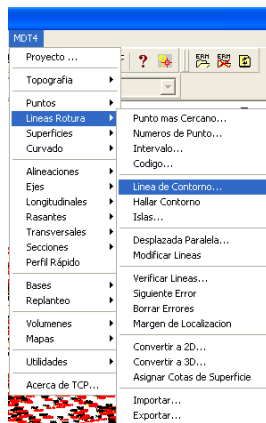 MDT4
Proyecto ...
Topografia
Puntos
Lineas Rotura
Superficies
Curvado
Alineaciones
Ejes
Longitudinales
Rasantes
Transversales
Secciones
Perfil Rápido
Bases
Replanteo
Volumenes
Mapas
Utilidades
Acerca de TCP...
ERM ERM
Punto mas Cercano...
Numeros de Punto...
Intervalo...
Codigo...
Linea de Contorno...
Hallar Contorno
Islas...
Desplazada Paralela...
Modificar Lineas
Verificar Lineas...
Siguiente Error
Borrar Errores
Margen de Localizacion
Convertir a 2D...
Convertir a 3D...
Asignar Cotas de Superficie
Importar...
Exportar...